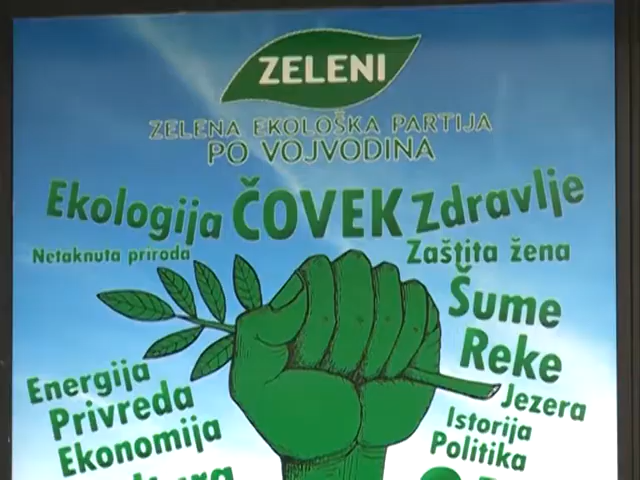 ZELENI
ZELENA EKOLOŠKA PARTIJA
PO VOJVODINA
Ekologija ČOVEK Zdravlje
Netaknuta priroda
Zaštita žena
Šume
Reke
Jezera
Istorija
Politika
Energija
Privreda
Ekonomija